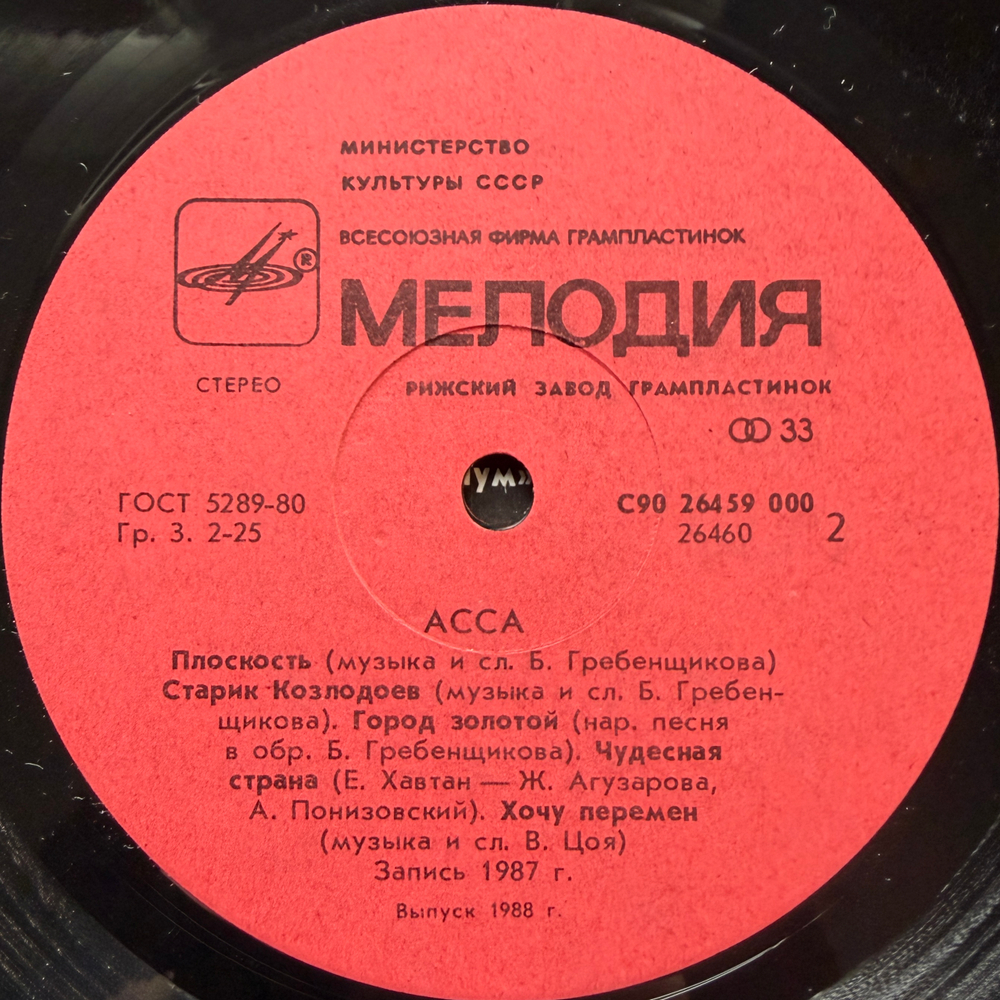 МИНИСТЕРСТВО
КУЛЬТУРЫ СССР
ВСЕСОЮЗНАЯ ФИРМА ГРАМПЛАСТИНОК
®
МЕЛОДИЯ
СТЕРЕО
РИЖСКИЙ ЗАВОД ГРАМПЛАСТИНОК
33
ГОСТ 5289-80
Гр. 3. 2-25
С90 26459 000
26460
2
АССА
Плоскость (музыка и сл. Б. Гребенщикова)
Старик Козлодоев (музыка и сл. Б. Гребен-
щикова). Город золотой (нар. песня
в обр. Б. Гребенщикова). Чудесная
страна (Е. Хавтан — Ж. Агузарова,
А. Понизовский). Хочу перемен
(музыка и сл. В. Цоя)
Запись 1987 г.
Выпуск 1988 г.